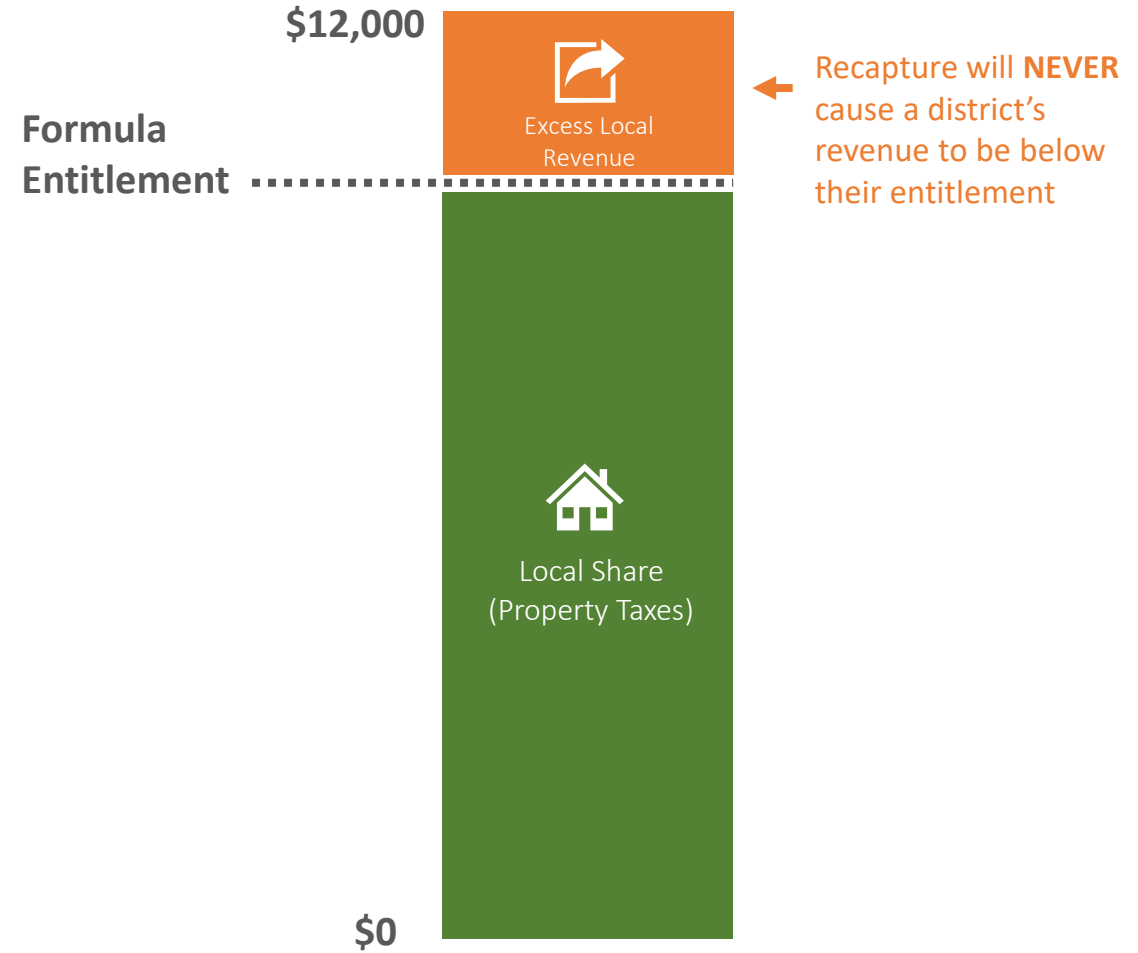 $12,000
Formula
Entitlement
Excess Local
Revenue
Recapture will NEVER
cause a district’s
revenue to be below
their entitlement
Local Share
(Property Taxes)
$0